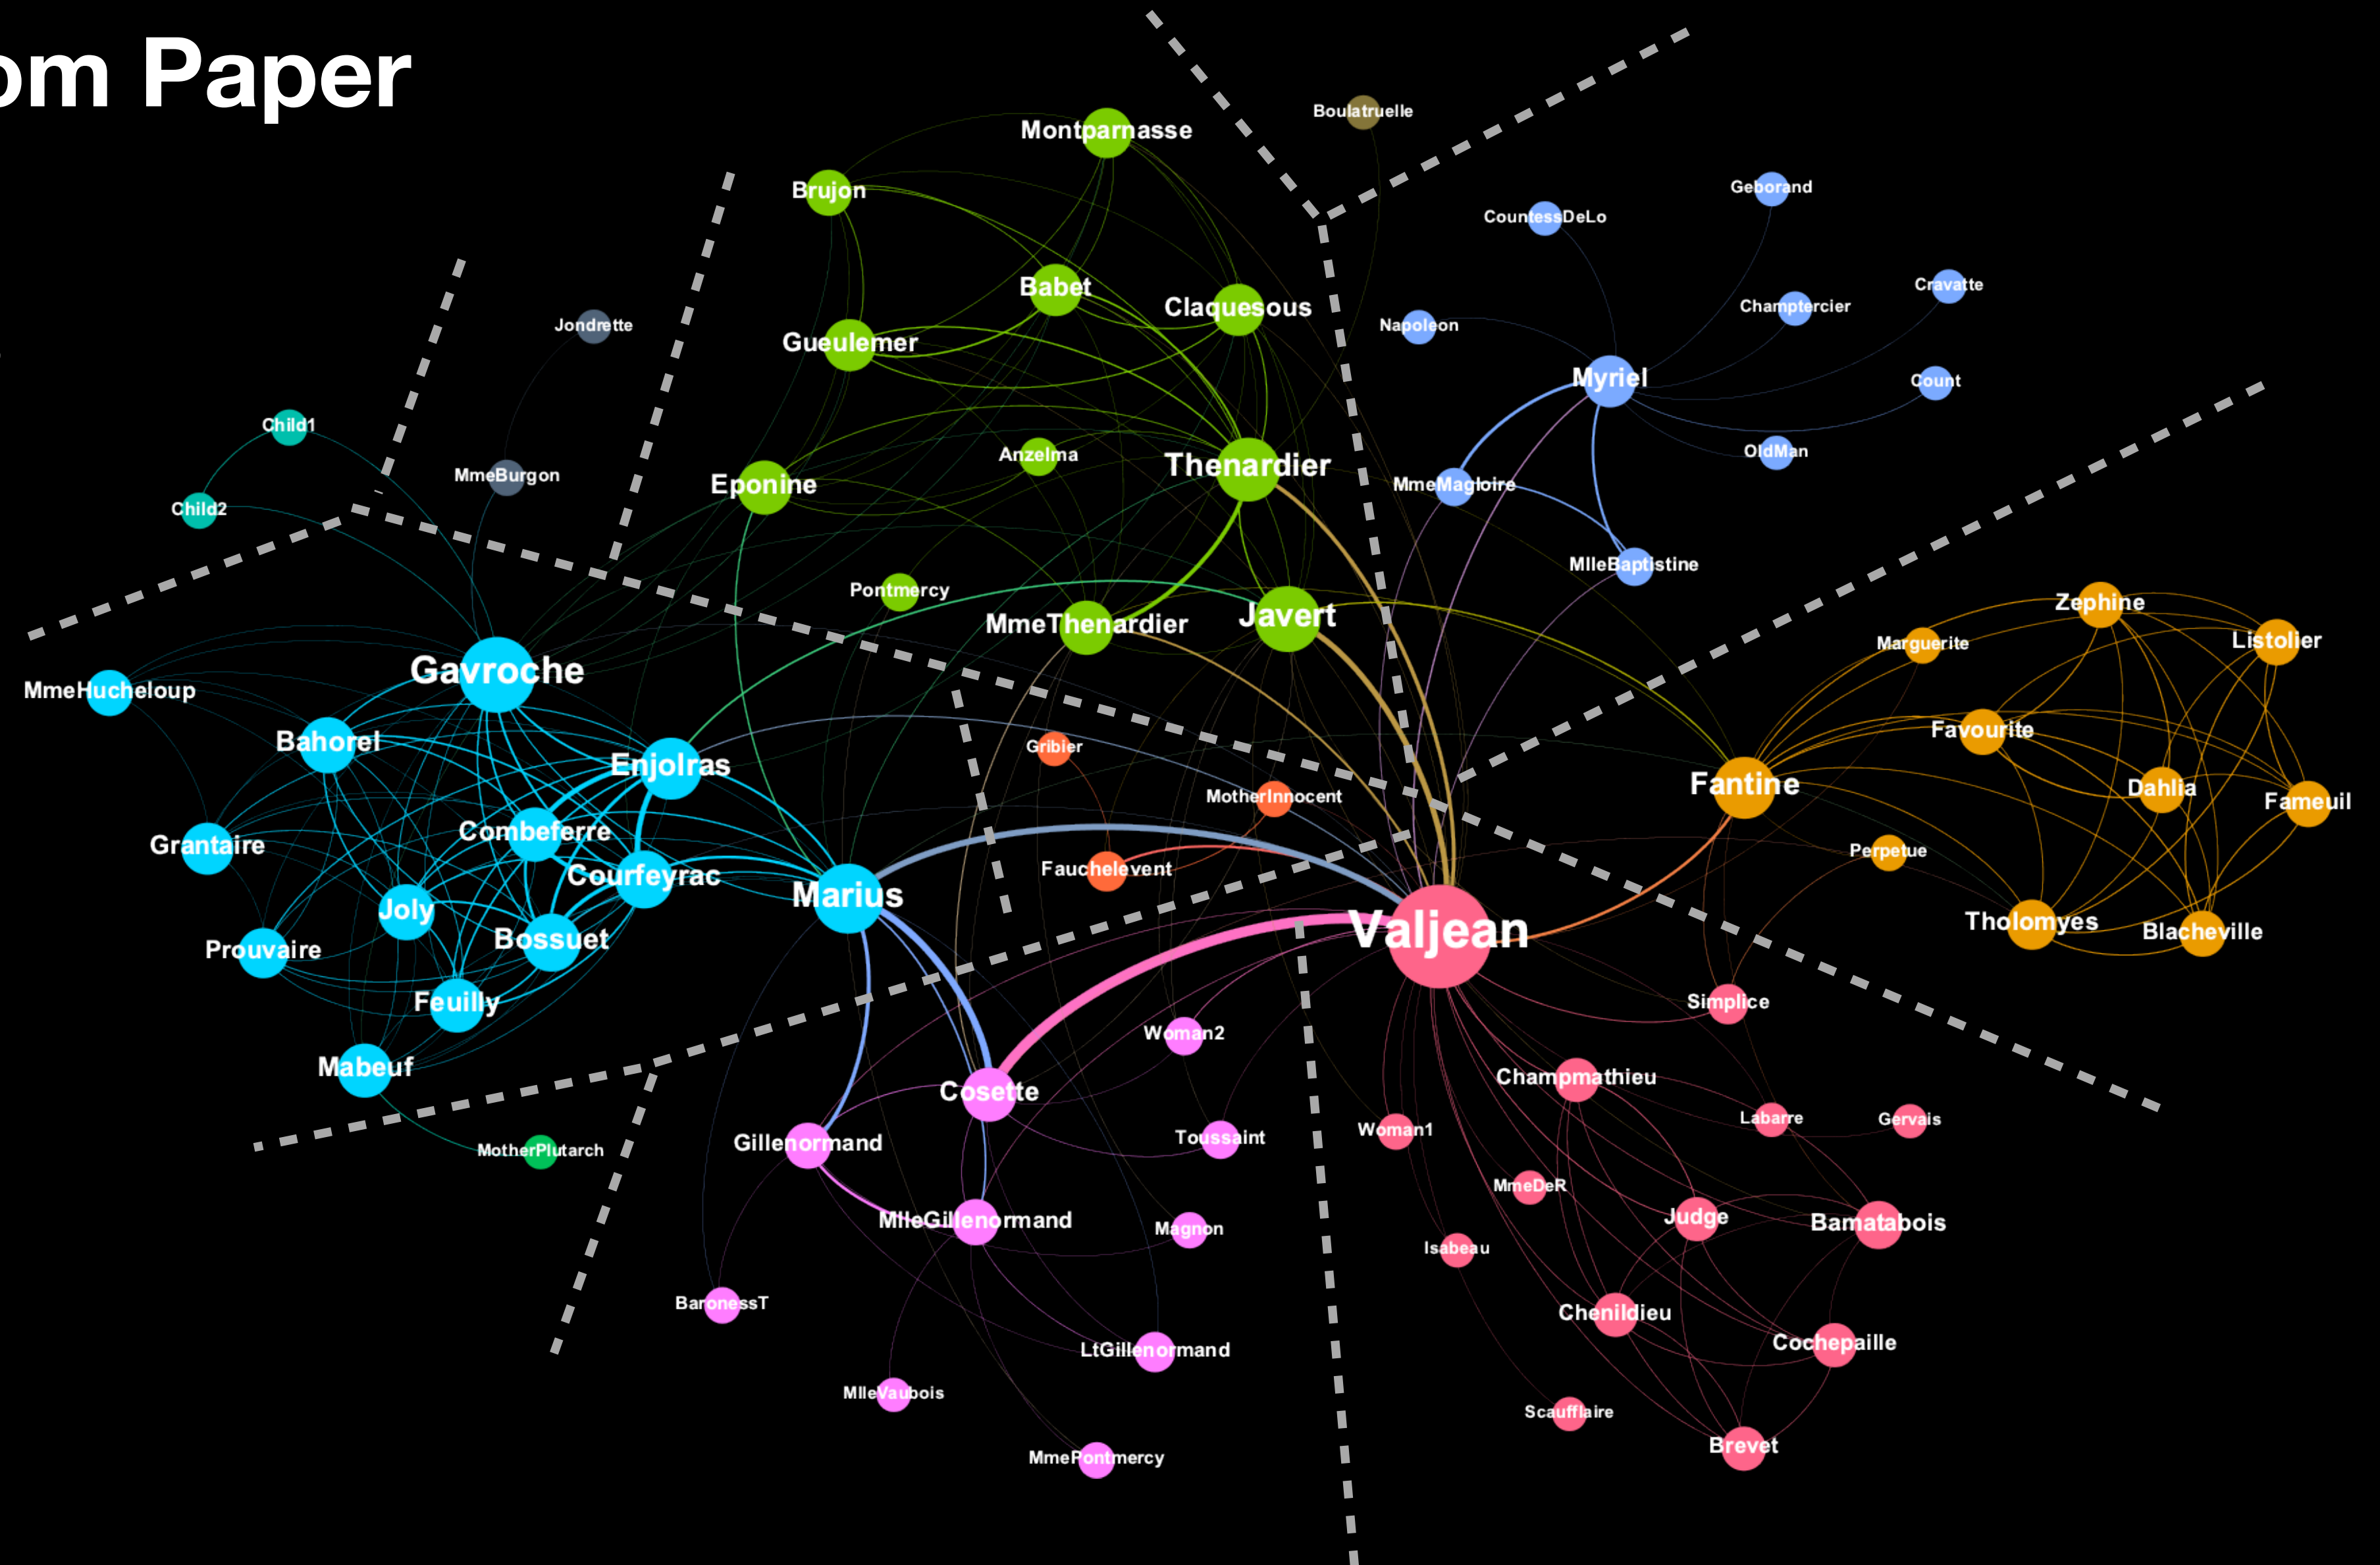 om Paper
Boulatruelle
Montparnasse
Brujon
Geborand
CountessDeLo
Babet
Cravatte
Claquesous
Champtercier
Jondrette
Napoleon
Gueulemer
Myriel
Count
Child1
OldMan
Anzelma
Thenardier
MmeBurgon
Eponine
MmeMagloire
Child2
MlleBaptistine
Pontmercy
Zephine
Javert
MmeThenardier
Marguerite
Listolier
Gavroche
MmeHucheloup
Favourite
Bahorel
Gribier
Enjolras
Fantine
Dahlia
MotherInnocent
Fameuil
Combeferre
Grantaire
Perpetue
Fauchelevent
Courfeyrac
Marius
Joly
Tholomyes
Valjean
Blacheville
Bossuet
Prouvaire
Feuilly
Simplice
Woman2
Mabeuf
Champmathieu
Cosette
Labarre
Gervais
Woman1
Toussaint
Gillenormand
MotherPlutarch
MmeDeR
Judge
MlleGillenormand
Bamatabois
Magnon
Isabeau
BaronessT
Chenildieu
Cochepaille
LtGillenormand
MlleVaubois
Scaufflaire
Brevet
MmePontmercy